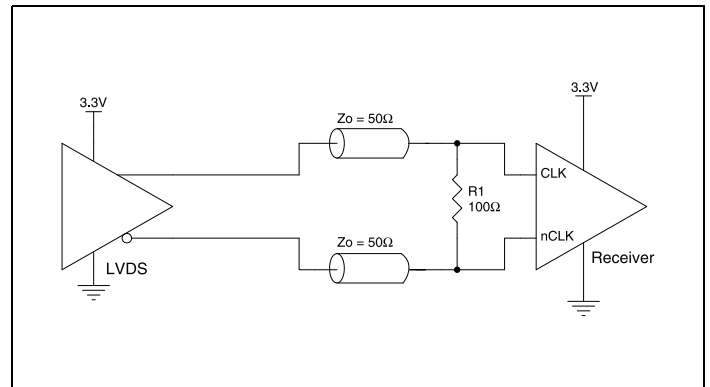 3.3V
3.3V
Zo = 50Ω
CLK
R1
100Ω
nCLK
Zo = 50Ω
LVDS
Receiver